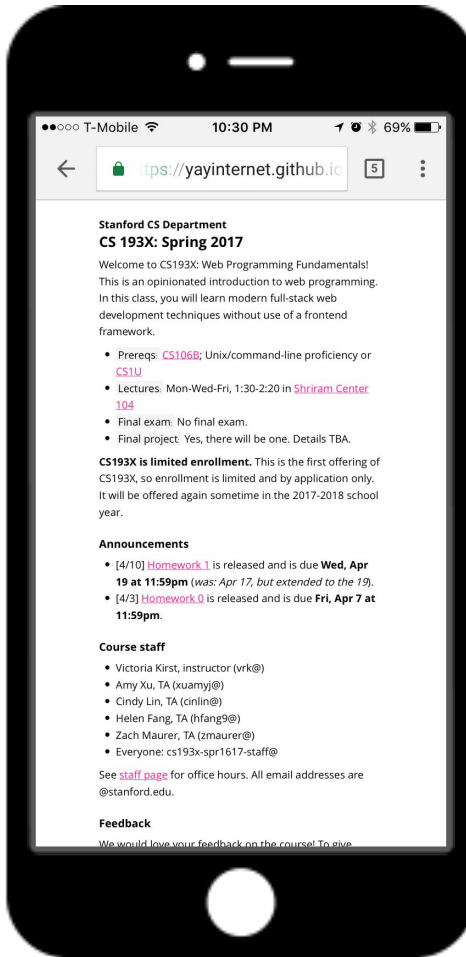 T-Mobile 10:30 PM 69%
ttps://yayinternet.github.io 5
Stanford CS Department
CS 193X: Spring 2017
Welcome to CS193X: Web Programming Fundamentals!
This is an opinionated introduction to web programming.
In this class, you will learn modern full-stack web
development techniques without use of a frontend
framework.
• Prereqs: CS106B; Unix/command-line proficiency or
CS1U
• Lectures: Mon-Wed-Fri, 1:30-2:20 in Shriram Center
104
• Final exam: No final exam.
• Final project: Yes, there will be one. Details TBA.
CS193X is limited enrollment. This is the first offering of
CS193X, so enrollment is limited and by application only.
It will be offered again sometime in the 2017-2018 school
year.
Announcements
• [4/10] Homework 1 is released and is due Wed, Apr
19 at 11:59pm (was: Apr 17, but extended to the 19).
• [4/3] Homework 0 is released and is due Fri, Apr 7 at
11:59pm.
Course staff
• Victoria Kirst, instructor (vrk@)
• Amy Xu, TA (xuamyj@)
• Cindy Lin, TA (cinlin@)
• Helen Fang, TA (hfang9@)
• Zach Maurer, TA (zmaurer@)
• Everyone: cs193x-spr1617-staff@
See staff page for office hours. All email addresses are
@stanford.edu.
Feedback
We would love your feedback on the course! To give